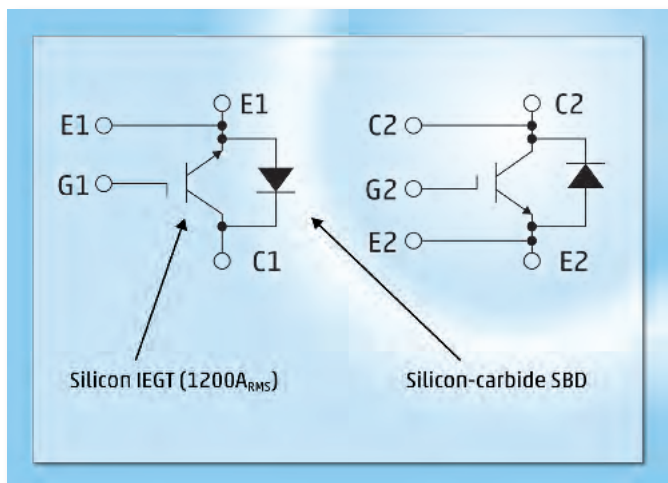 E1
C2
E1
C2
G1
G2
E2
C1
E2
Silicon IEGT (1200ARMS)
Silicon-carbide SBD